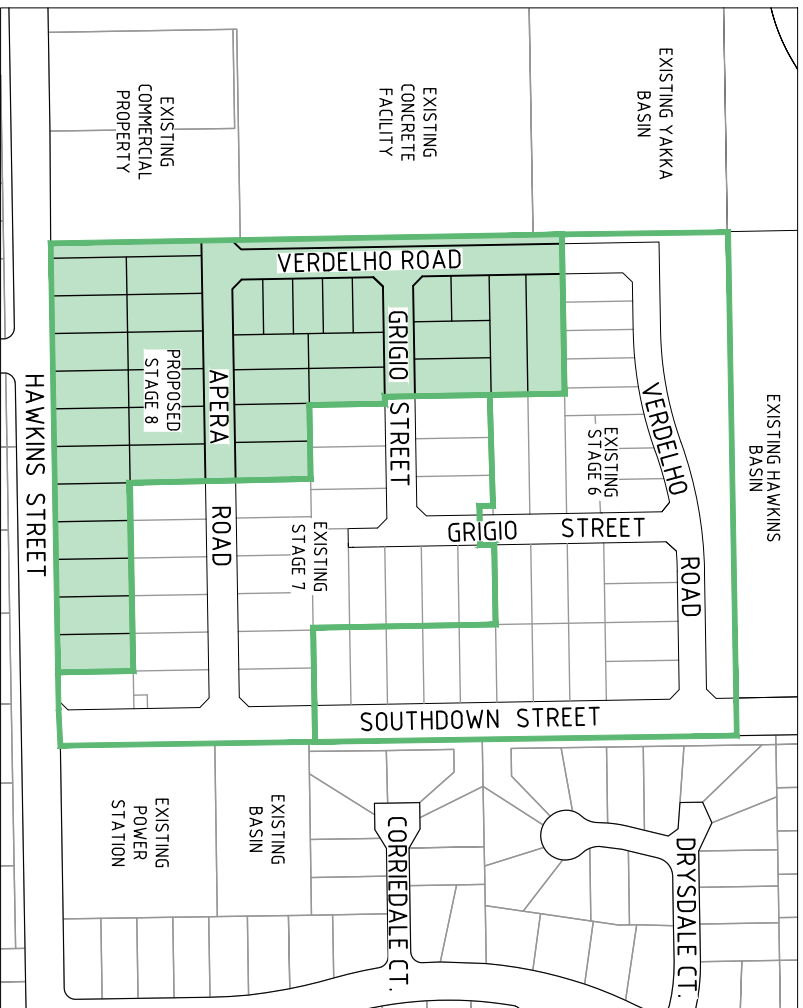 EXISTING
COMMERCIAL
PROPERTY
EXISTING
CONCRETE
FACILITY
EXISTING YAKKA
BASIN
VERDELHO ROAD
GRIGIO
STREET
PROPOSED
STAGE 8
APERA
ROAD
HAWKINS STREET
VERDELHO
ROAD
EXISTING HAWKINS
BASIN
EXISTING
STAGE 6
GRIGIO STREET
EXISTING
STAGE 7
SOUTHDOWN STREET
EXISTING
POWER
STATION
EXISTING
BASIN
CORRIEDALE CT.
DRYSDALE CT.